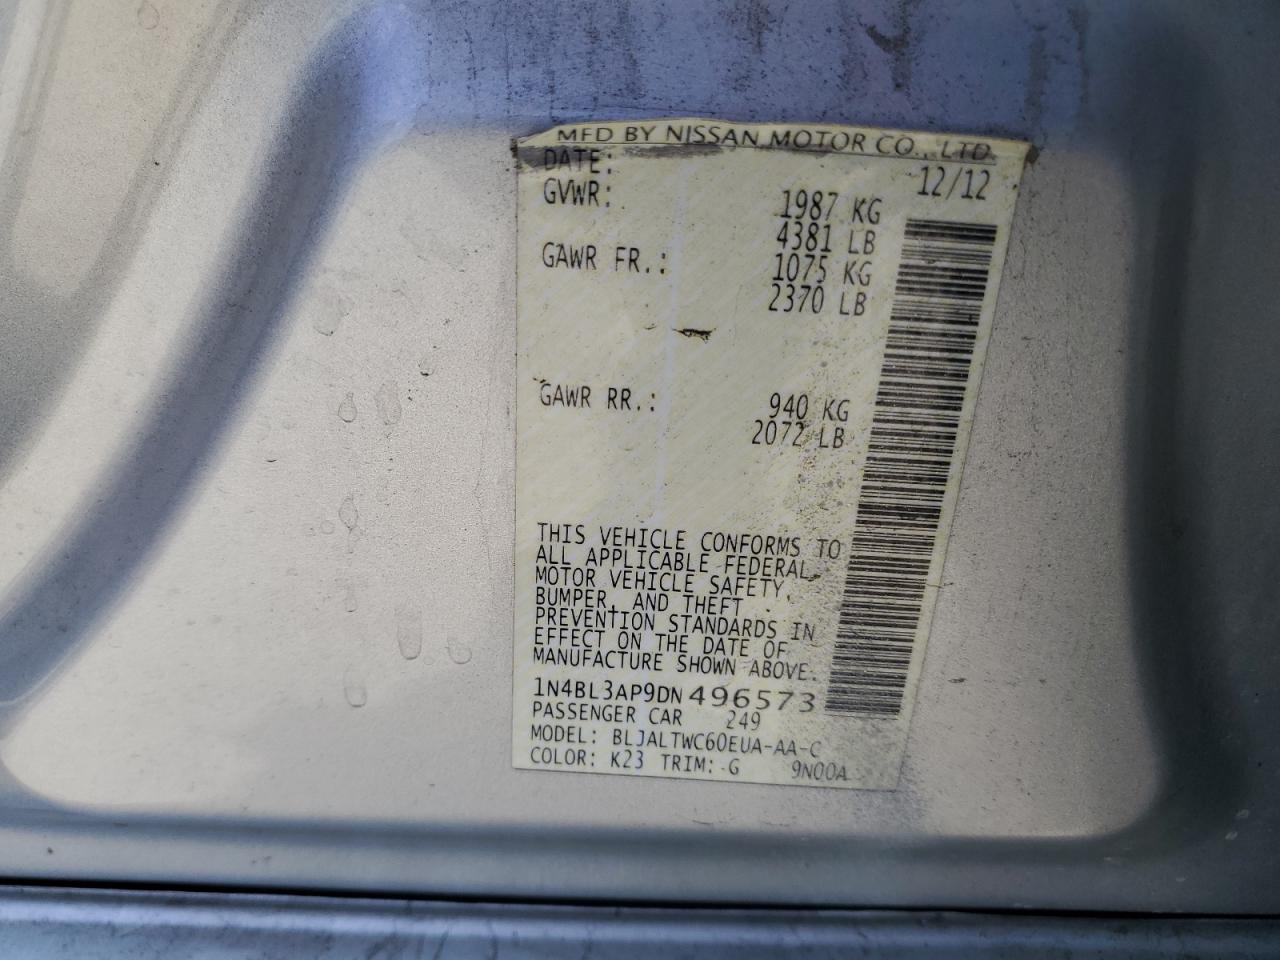 MFD BY NISSAN MOTOR CO., LTD
DATE: 12/12
GVWR: 1987 KG
4381 LB
GAWR FR.: 1075 KG
2370 LB
GAWR RR.: 940 KG
2072 LB
THIS VEHICLE CONFORMS TO
ALL APPLICABLE FEDERAL
MOTOR VEHICLE SAFETY,
BUMPER, AND THEFT
PREVENTION STANDARDS IN
EFFECT ON THE DATE OF
MANUFACTURE SHOWN ABOVE.
1N4BL3AP9DN496573
PASSENGER CAR 249
MODEL: BLJALTWC60EUA-AA-C
COLOR: K23 TRIM: G 9N00A